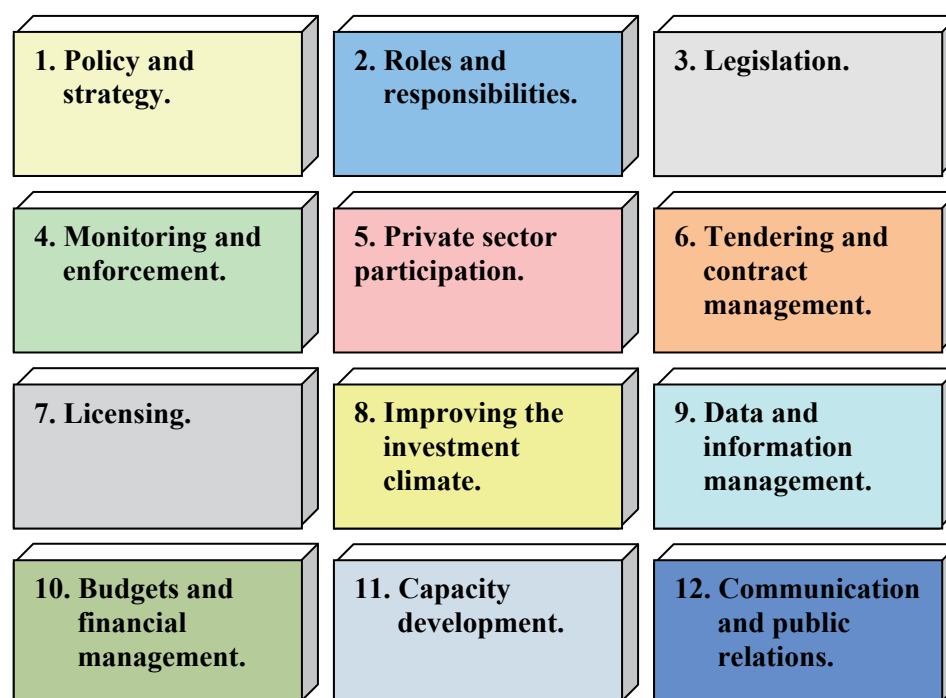 1. Policy and
strategy.
2. Roles and
responsibilities.
3. Legislation.
4. Monitoring and
enforcement.
5. Private sector
participation.
6. Tendering and
contract
management.
7. Licensing.
8. Improving the
investment
climate.
9. Data and
information
management.
10. Budgets and
financial
management.
11. Capacity
development.
12. Communication
and public
relations.